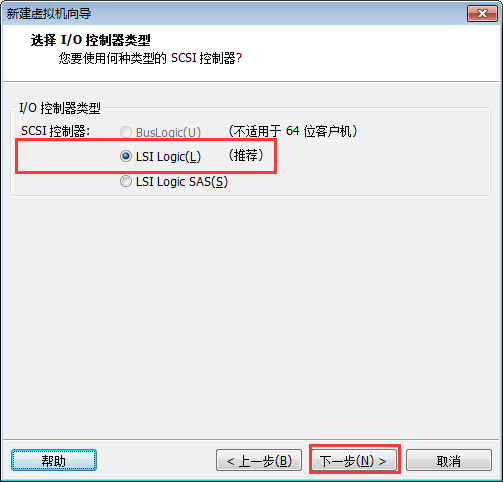 新建虚拟机向导
选择 I/O 控制器类型
您要使用何种类型的 SCSI 控制器?
I/O 控制器类型
SCSI 控制器: BusLogic(U) (不适用于 64 位客户机)
LSI Logic(L) (推荐)
LSI Logic SAS(S)
帮助 < 上一步(B) 下一步(N) > 取消